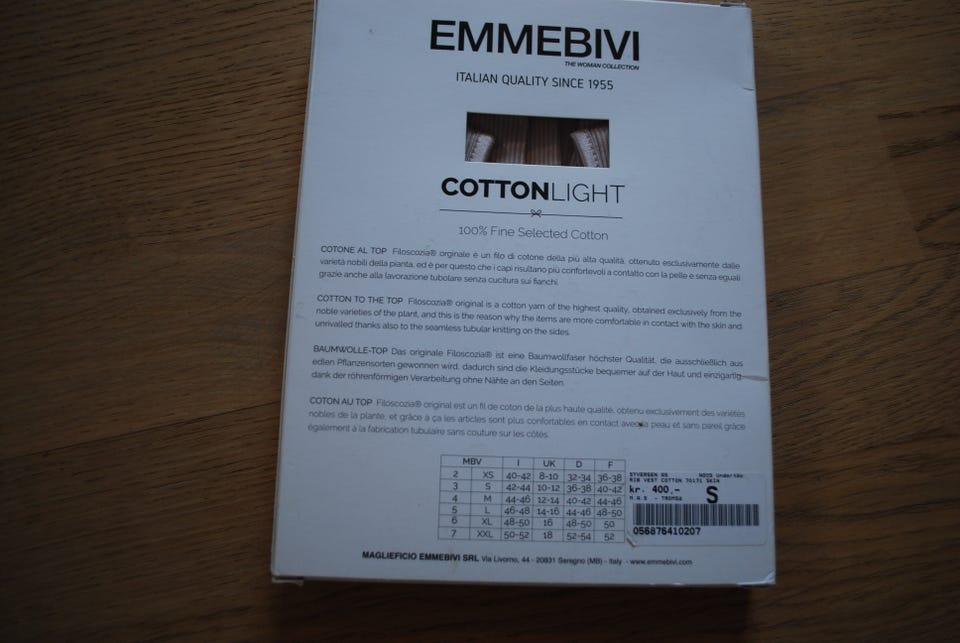 EMMEBIVI
THE WOMAN COLLECTION
ITALIAN QUALITY SINCE 1955
COTTONLIGHT
100% Fine Selected Cotton
COTONE AL TOP Filoscozia® orginale è un filo di cotone della più alta qualità, ottenuto esclusivamente dalle
varietà nobili della pianta, ed è per questo che i capi risultano più confortevoli a contatto con la pelle e senza eguali
grazie anche alla lavorazione tubolare senza cucitura sui fianchi.
COTTON TO THE TOP Filoscozia® original is a cotton yarn of the highest quality, obtained exclusively from the
noble varieties of the plant, and this is the reason why the items are more comfortable in contact with the skin and
unrivalled thanks also to the seamless tubular knitting on the sides.
BAUMWOLLE-TOP Das originale Filoscozia® ist eine Baumwollfaser höchster Qualität, die ausschließlich aus
edlen Pflanzensorten gewonnen wird, dadurch sind die Kleidungsstücke bequemer auf der Haut und einzigartig,
dank der röhrenförmigen Verarbeitung ohne Nähte an den Seiten.
COTON AU TOP Filoscozia® original est un fil de coton de la plus haute qualité, obtenu exclusivement des variétés
nobles de la plante, et grâce à ça les articles sont plus confortables en contact avec la peau et sans pareil grâce
également à la fabrication tubulaire sans couture sur les côtés.
MBV I UK D F
2 XS 40-42 8-10 32-34 36-38
3 S 42-44 10-12 36-38 40-42
4 M 44-46 12-14 40-42 44-46
5 L 46-48 14-16 44-46 48-50
6 XL 48-50 16 48-50 50
7 XXL 50-52 18 52-54 52
SYVERSEN AS
RIB VEST COTTON 70171 SKIN
kr. 400,- S
M.A.S - TROMSØ
056876410207
MAGLIEFICIO EMMEBIVI SRL Via Livorno, 44 - 20831 Seregno (MB) - Italy - www.emmebivi.com